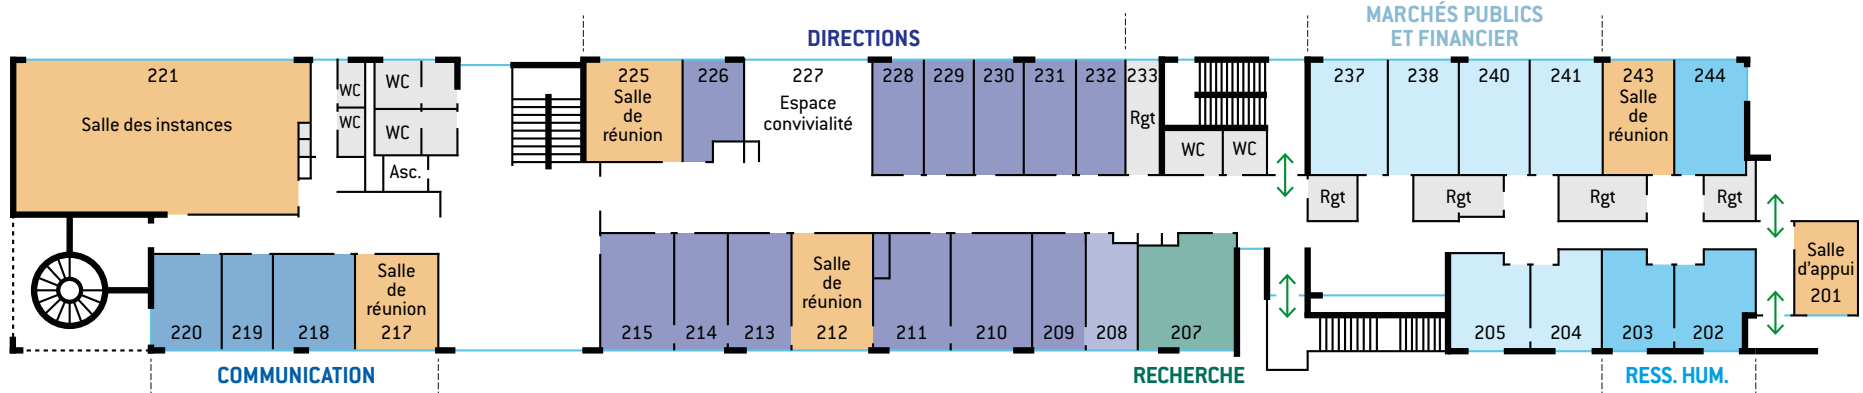 MARCHÉS PUBLICS
ET FINANCIER
DIRECTIONS
221
Salle des instances
WC
WC
WC
WC
Asc.
225
Salle
de
réunion
226
227
Espace
convivialité
228
229
230
231
232
233
Rgt
WC
WC
237
238
240
241
243
Salle
de
réunion
244
Rgt
Rgt
Rgt
Rgt
220
219
218
Salle
de
réunion
217
215
214
213
Salle
de
réunion
212
211
210
209
208
207
205
204
203
202
Salle
d'appui
201
COMMUNICATION
RECHERCHE
RESS. HUM.